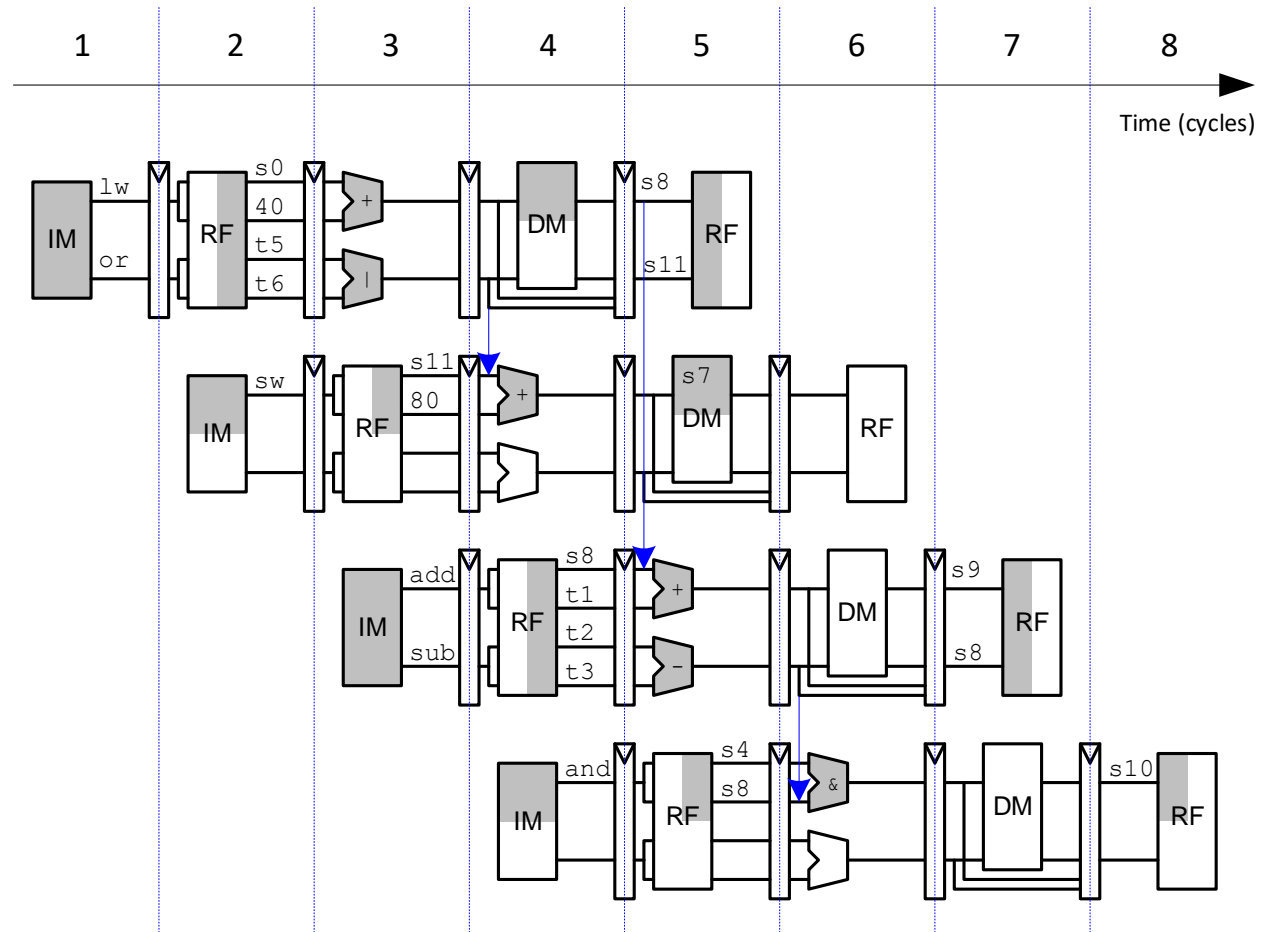 1 2 3 4 5 6 7 8
Time (cycles)
IM lw or RF s0 40 t5 t6 + | DM s8 s11 RF
IM sw RF s11 80 + s7 DM RF
IM add sub RF s8 t1 t2 t3 + - DM s9 s8 RF
IM and RF s4 s8 & DM s10 RF